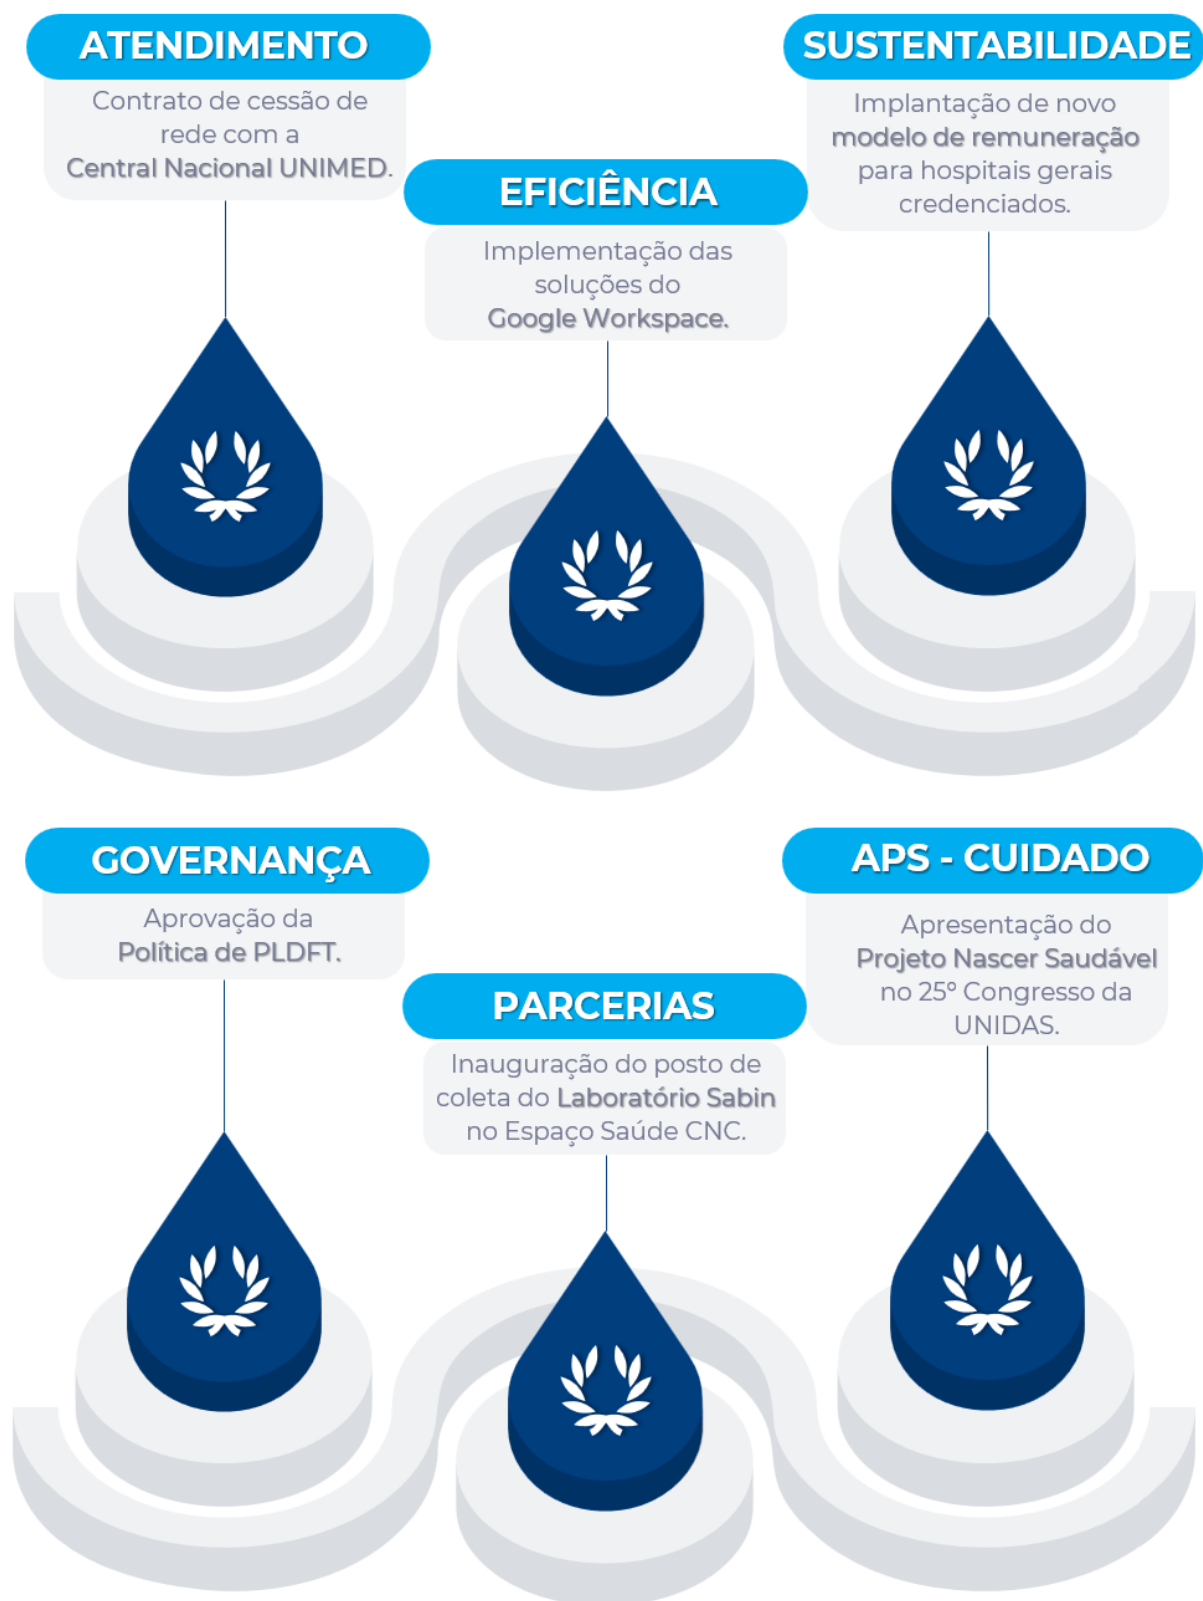 ATENDIMENTO
Contrato de cessão de
rede com a
Central Nacional UNIMED.
EFICIÊNCIA
Implementação das
soluções do
Google Workspace.
SUSTENTABILIDADE
Implantação de novo
modelo de remuneração
para hospitais gerais
credenciados.
GOVERNANÇA
Aprovação da
Política de PLDFT.
PARCERIAS
Inauguração do posto de
coleta do Laboratório Sabin
no Espaço Saúde CNC.
APS - CUIDADO
Apresentação do
Projeto Nascer Saudável
no 25º Congresso da
UNIDAS.